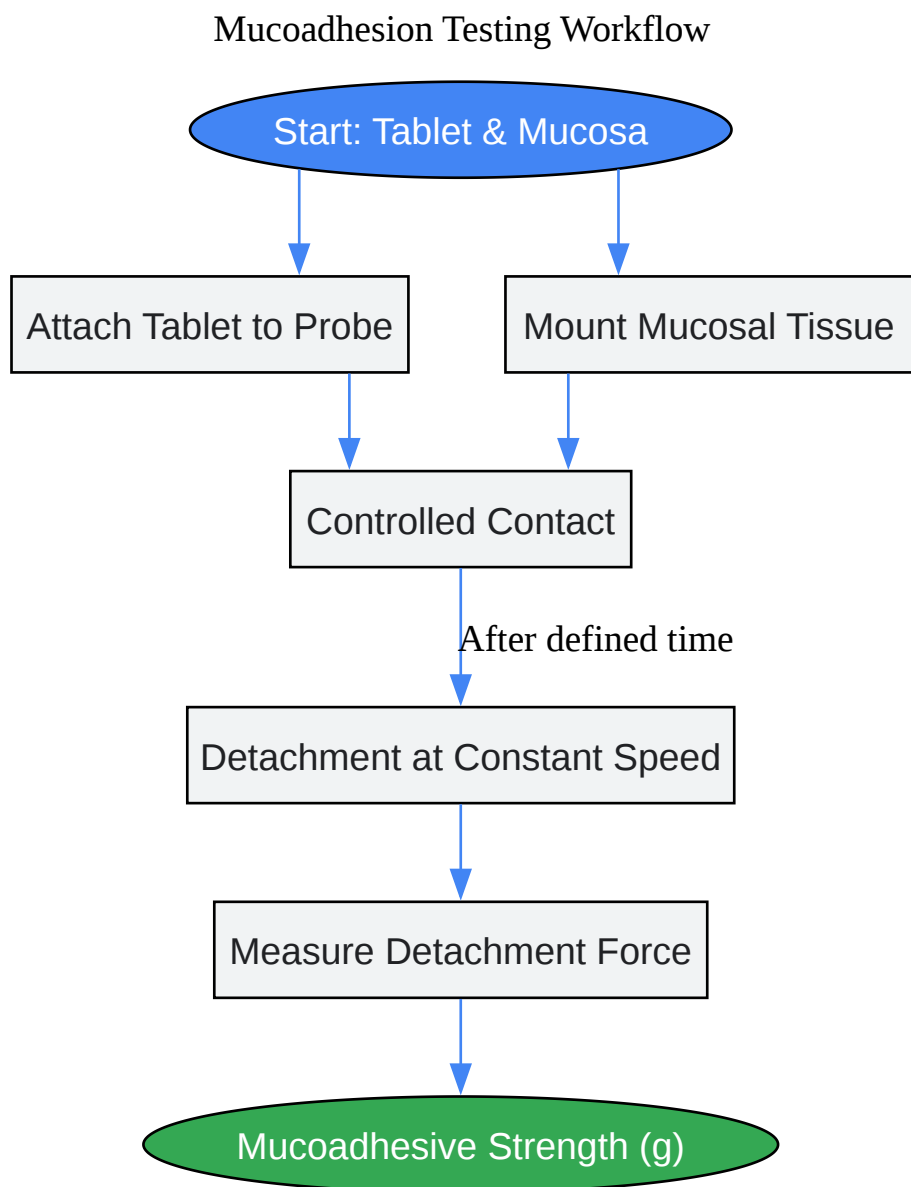 Mucoadhesion Testing Workflow
Start: Tablet & Mucosa
Attach Tablet to Probe
Mount Mucosal Tissue
Controlled Contact
After defined time
Detachment at Constant Speed
Measure Detachment Force
Mucoadhesive Strength (g)